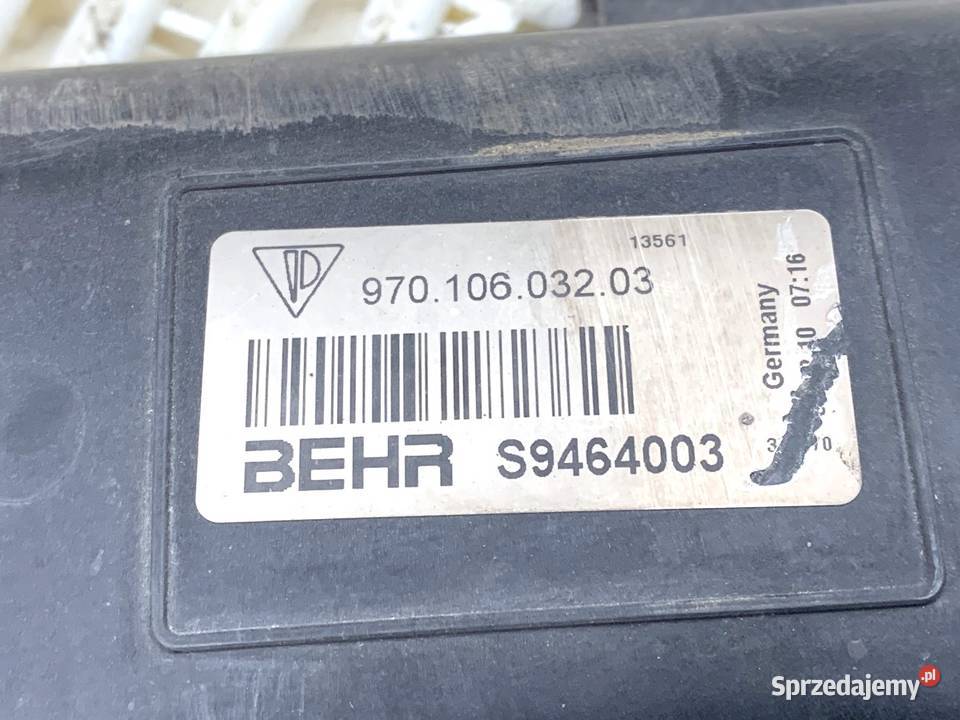 13561
970.106.032.03
BEHR S9464003
Germany
07:16
Sprzedajemy.pl